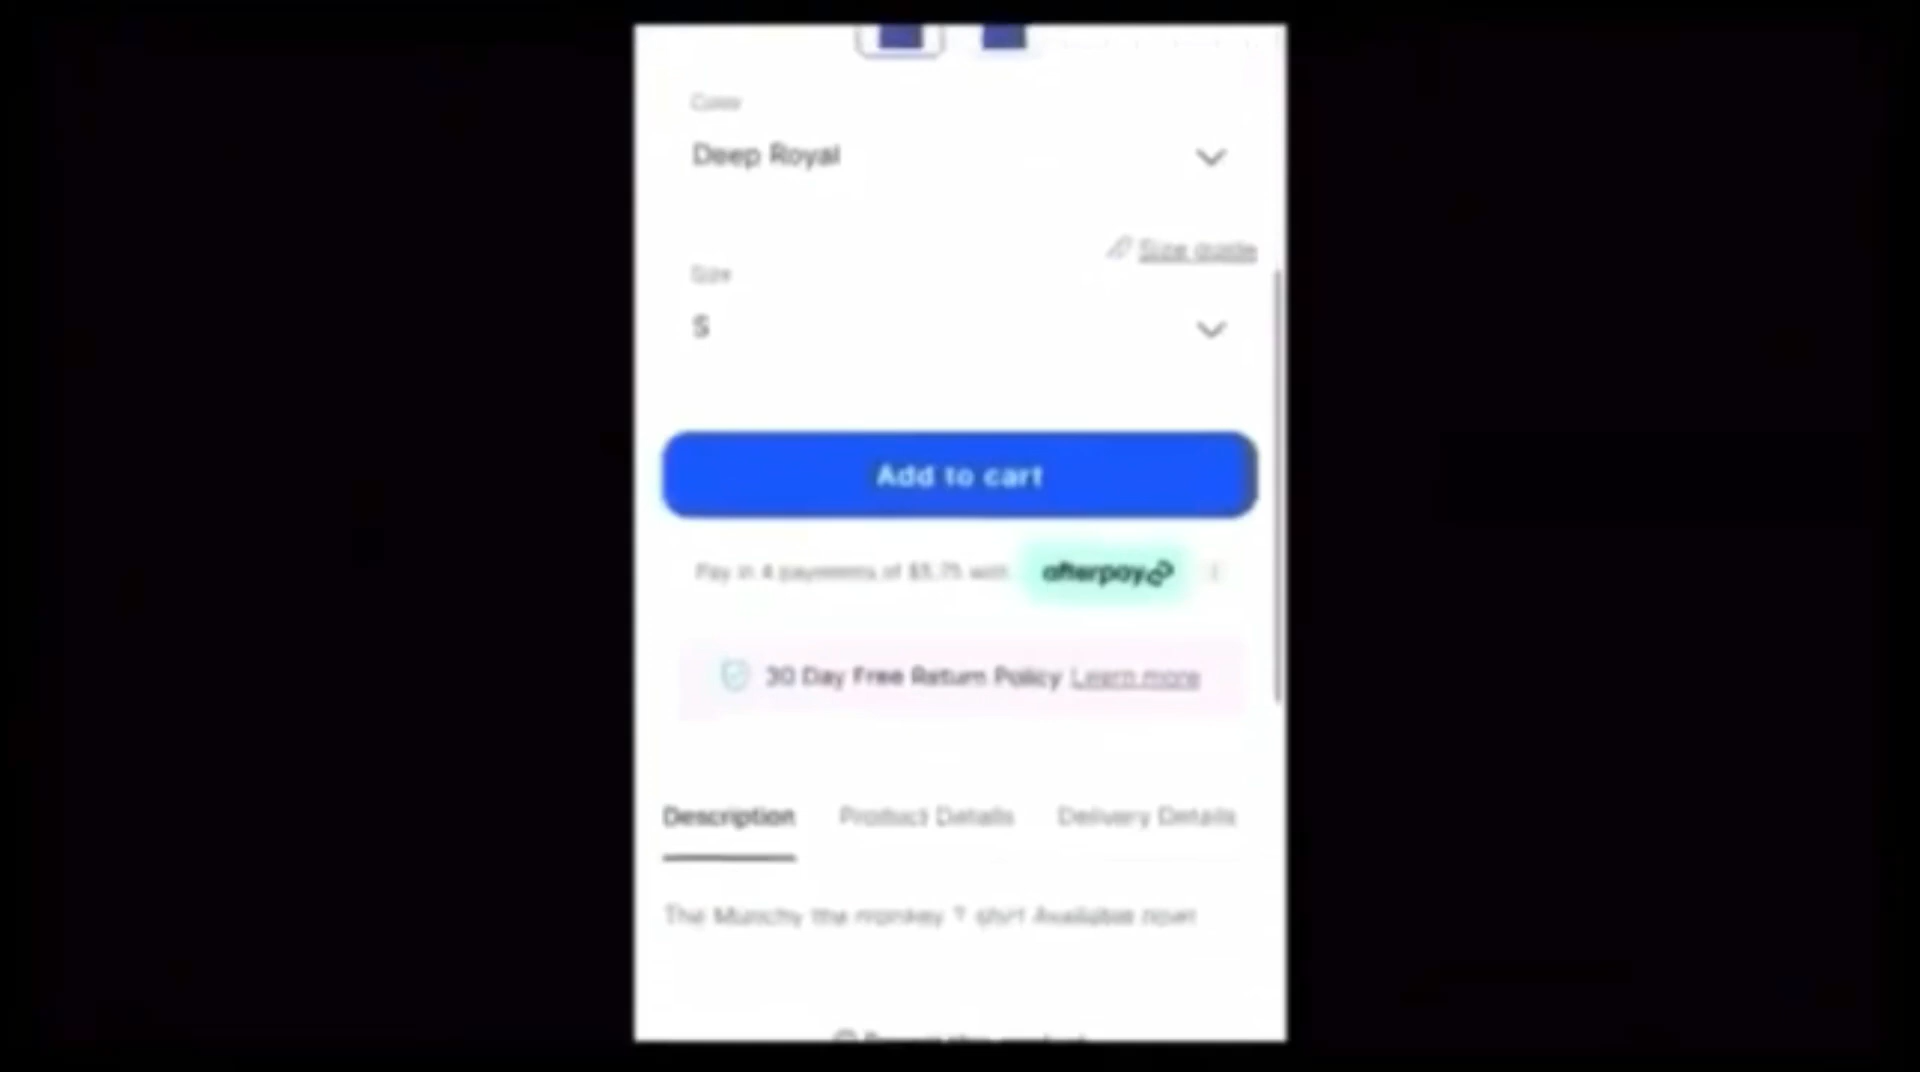 Color
Deep Royal
Size guide
Size
S
Add to cart
Pay in 4 payments of $5.75 with afterpay
30 Day Free Return Policy Learn more
Description Product Details Delivery Details
The Munchy the monkey T shirt Available now!